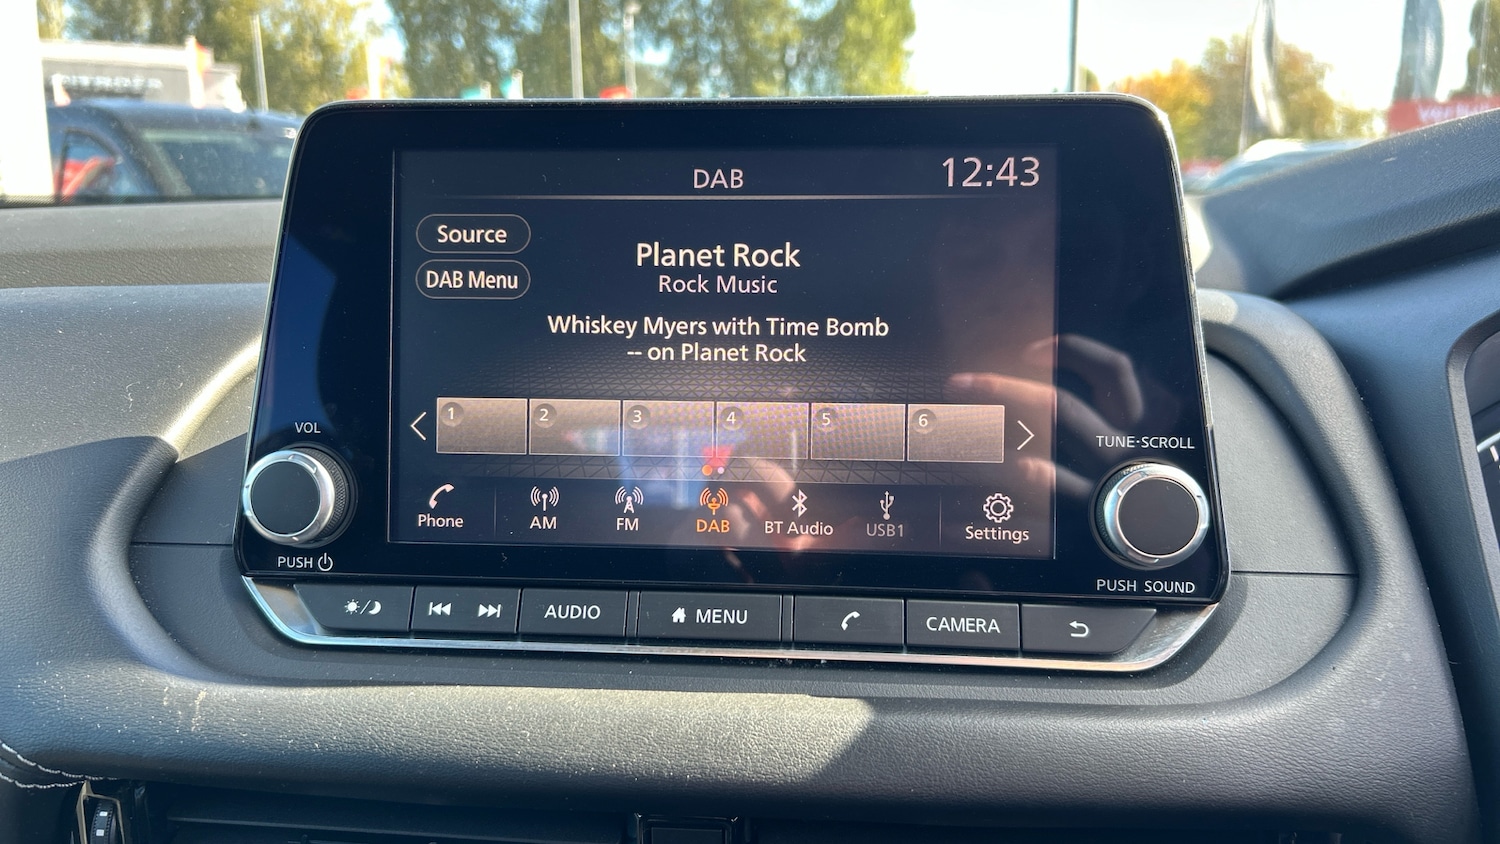 DAB
12:43
Source
DAB Menu
Planet Rock
Rock Music
Whiskey Myers with Time Bomb
-- on Planet Rock
1 2 3 4 5 6
VOL
PUSH
TUNE·SCROLL
PUSH SOUND
Phone
AM
FM
DAB
BT Audio
USB1
Settings
AUDIO
MENU
CAMERA